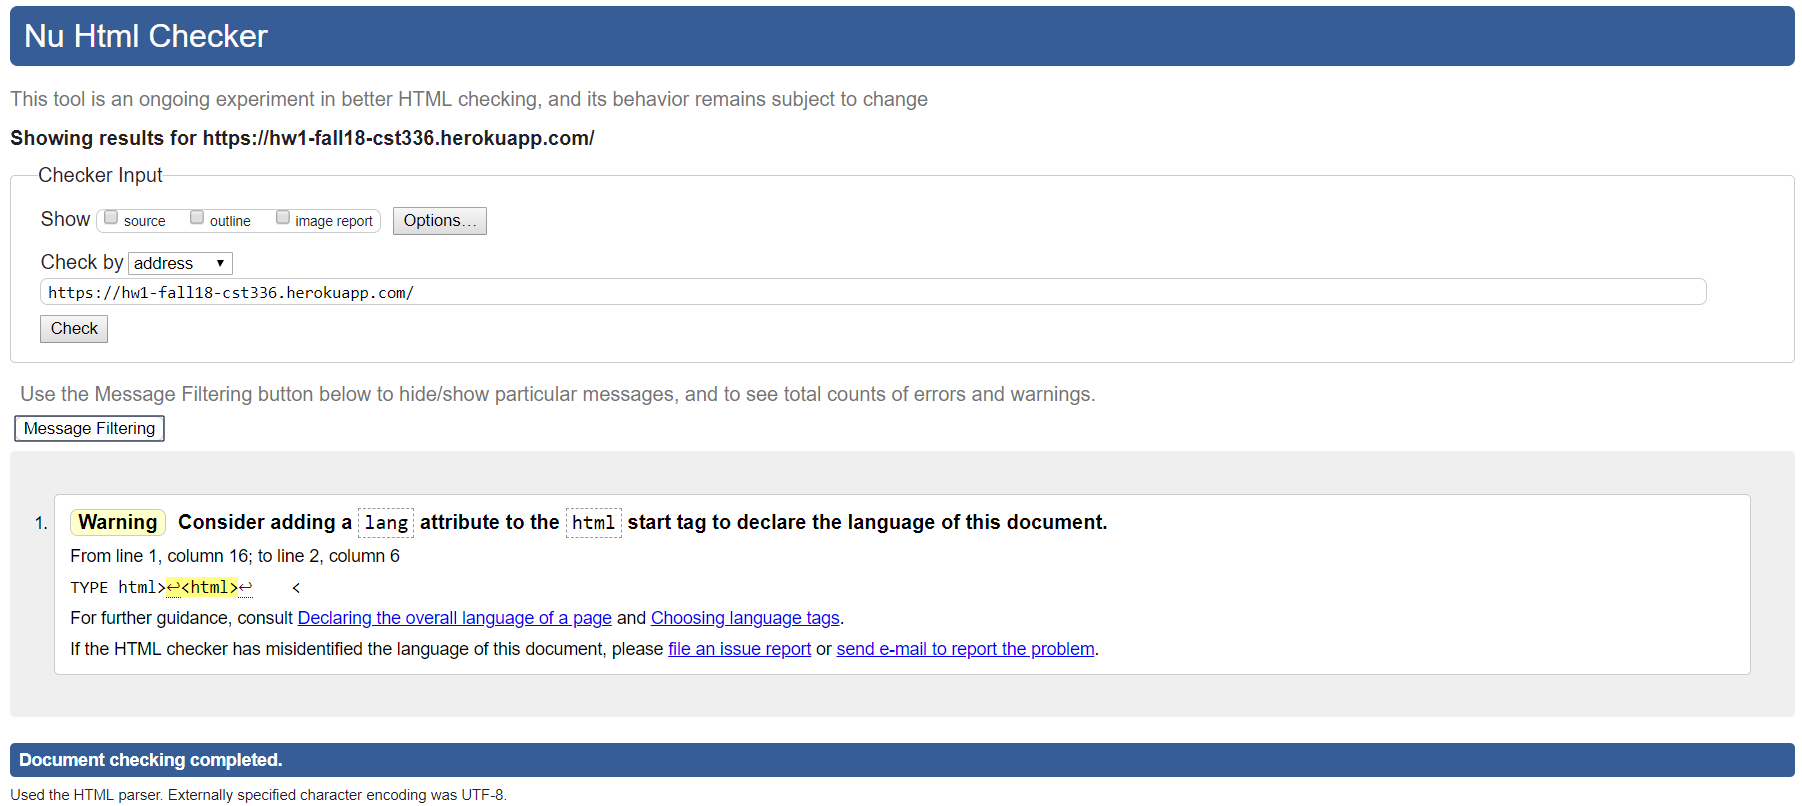 Nu Html Checker
This tool is an ongoing experiment in better HTML checking, and its behavior remains subject to change
Showing results for https://hw1-fall18-cst336.herokuapp.com/
Checker Input
Show source outline image report Options...
Check by address
https://hw1-fall18-cst336.herokuapp.com/
Check
Use the Message Filtering button below to hide/show particular messages, and to see total counts of errors and warnings.
Message Filtering
1. Warning Consider adding a lang attribute to the html start tag to declare the language of this document.
From line 1, column 16; to line 2, column 6
TYPE html>↩<html>↩    <
For further guidance, consult Declaring the overall language of a page and Choosing language tags.
If the HTML checker has misidentified the language of this document, please file an issue report or send e-mail to report the problem.
Document checking completed.
Used the HTML parser. Externally specified character encoding was UTF-8.